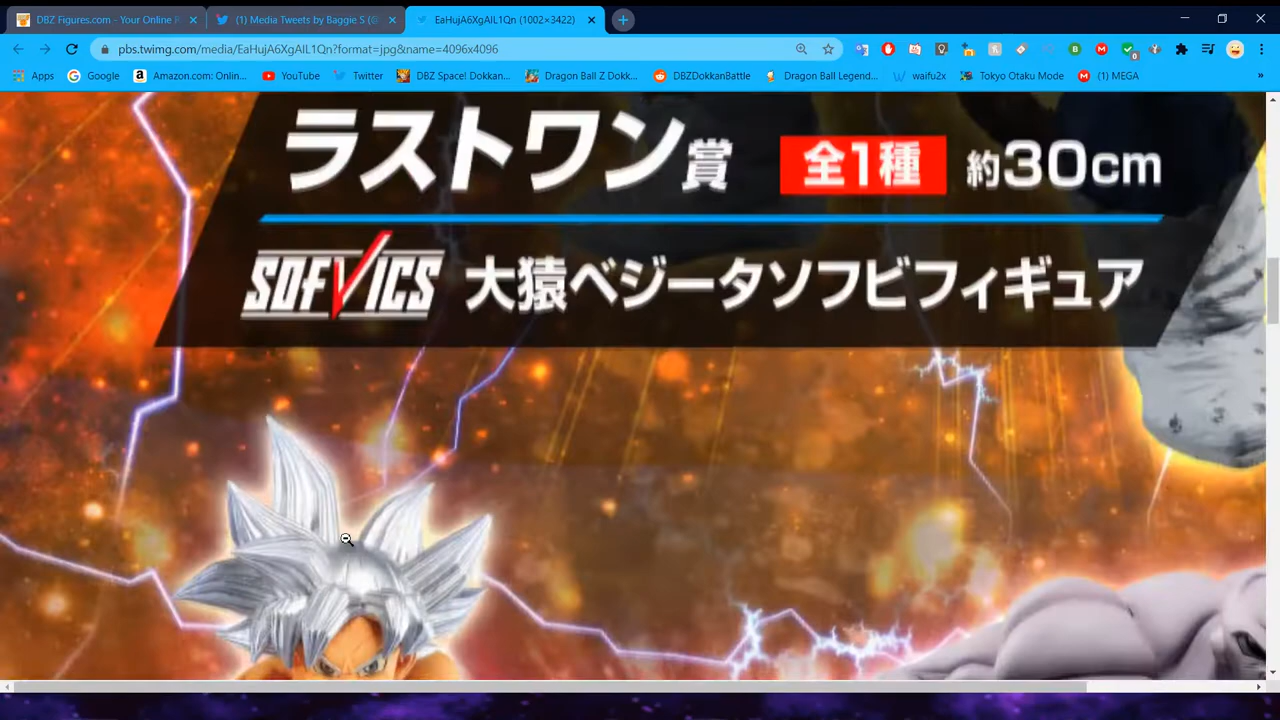 DBZ Figures.com - Your Online R
(1) Media Tweets by Baggie S (@
EaHujA6XgAIL1Qn (1002×3422)
pbs.twimg.com/media/EaHujA6XgAIL1Qn?format=jpg&name=4096x4096
Apps
Google
Amazon.com: Onlin...
YouTube
Twitter
DBZ Space! Dokkan...
Dragon Ball Z Dokk...
DBZDokkanBattle
Dragon Ball Legend...
waifu2x
Tokyo Otaku Mode
(1) MEGA
»
ラストワン賞 全1種 約30cm
SOFVICS 大猿ベジータソフビフィギュア